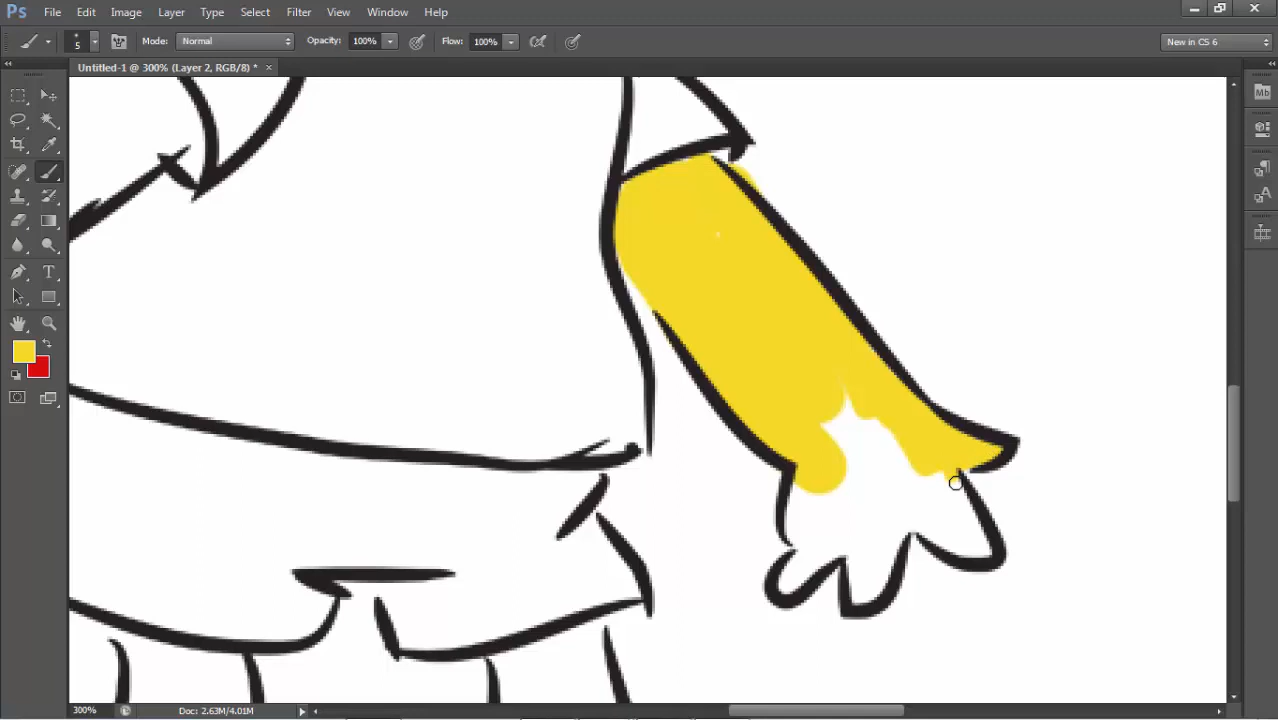 Ps File Edit Image Layer Type Select Filter View Window Help
5 Mode: Normal Opacity: 100% Flow: 100% New in CS 6
Untitled-1 @ 300% (Layer 2, RGB/8) * ×
Mb
A
T
300% Doc: 2.63M/4.01M